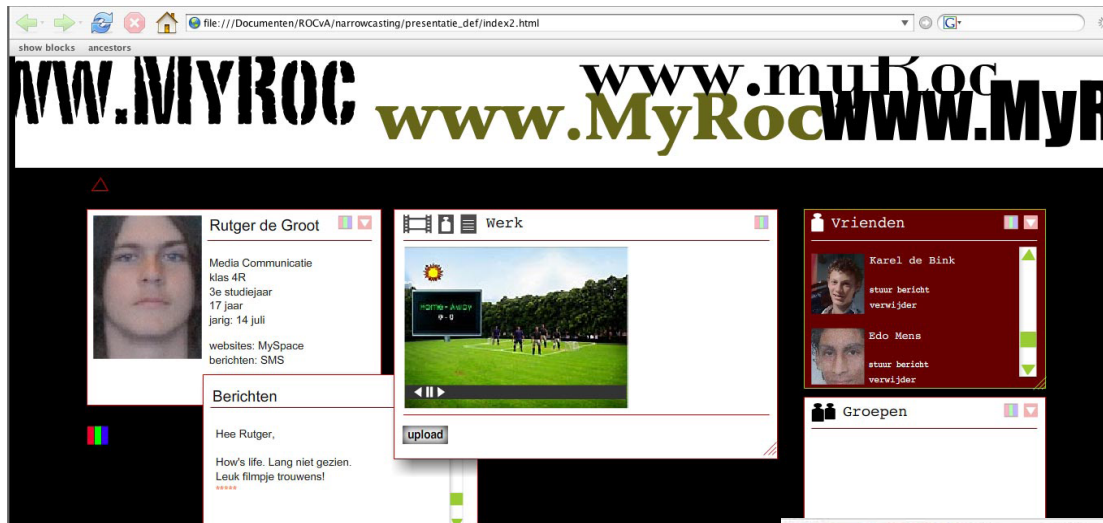 file:///Documenten/ROCvA/narrowcasting/presentatie_def/index2.html
G
show blocks ancestors
www.MyRoc
www.muRoc
www.MyRoc
www.MyR
Rutger de Groot
Media Communicatie
klas 4R
3e studiejaar
17 jaar
jarig: 14 juli
websites: MySpace
berichten: SMS
Berichten
Hee Rutger,
How's life. Lang niet gezien.
Leuk filmpje trouwens!
*****
Werk
Home - Away
upload
Vrienden
Karel de Bink
stuur bericht
verwijder
Edo Mens
stuur bericht
verwijder
Groepen